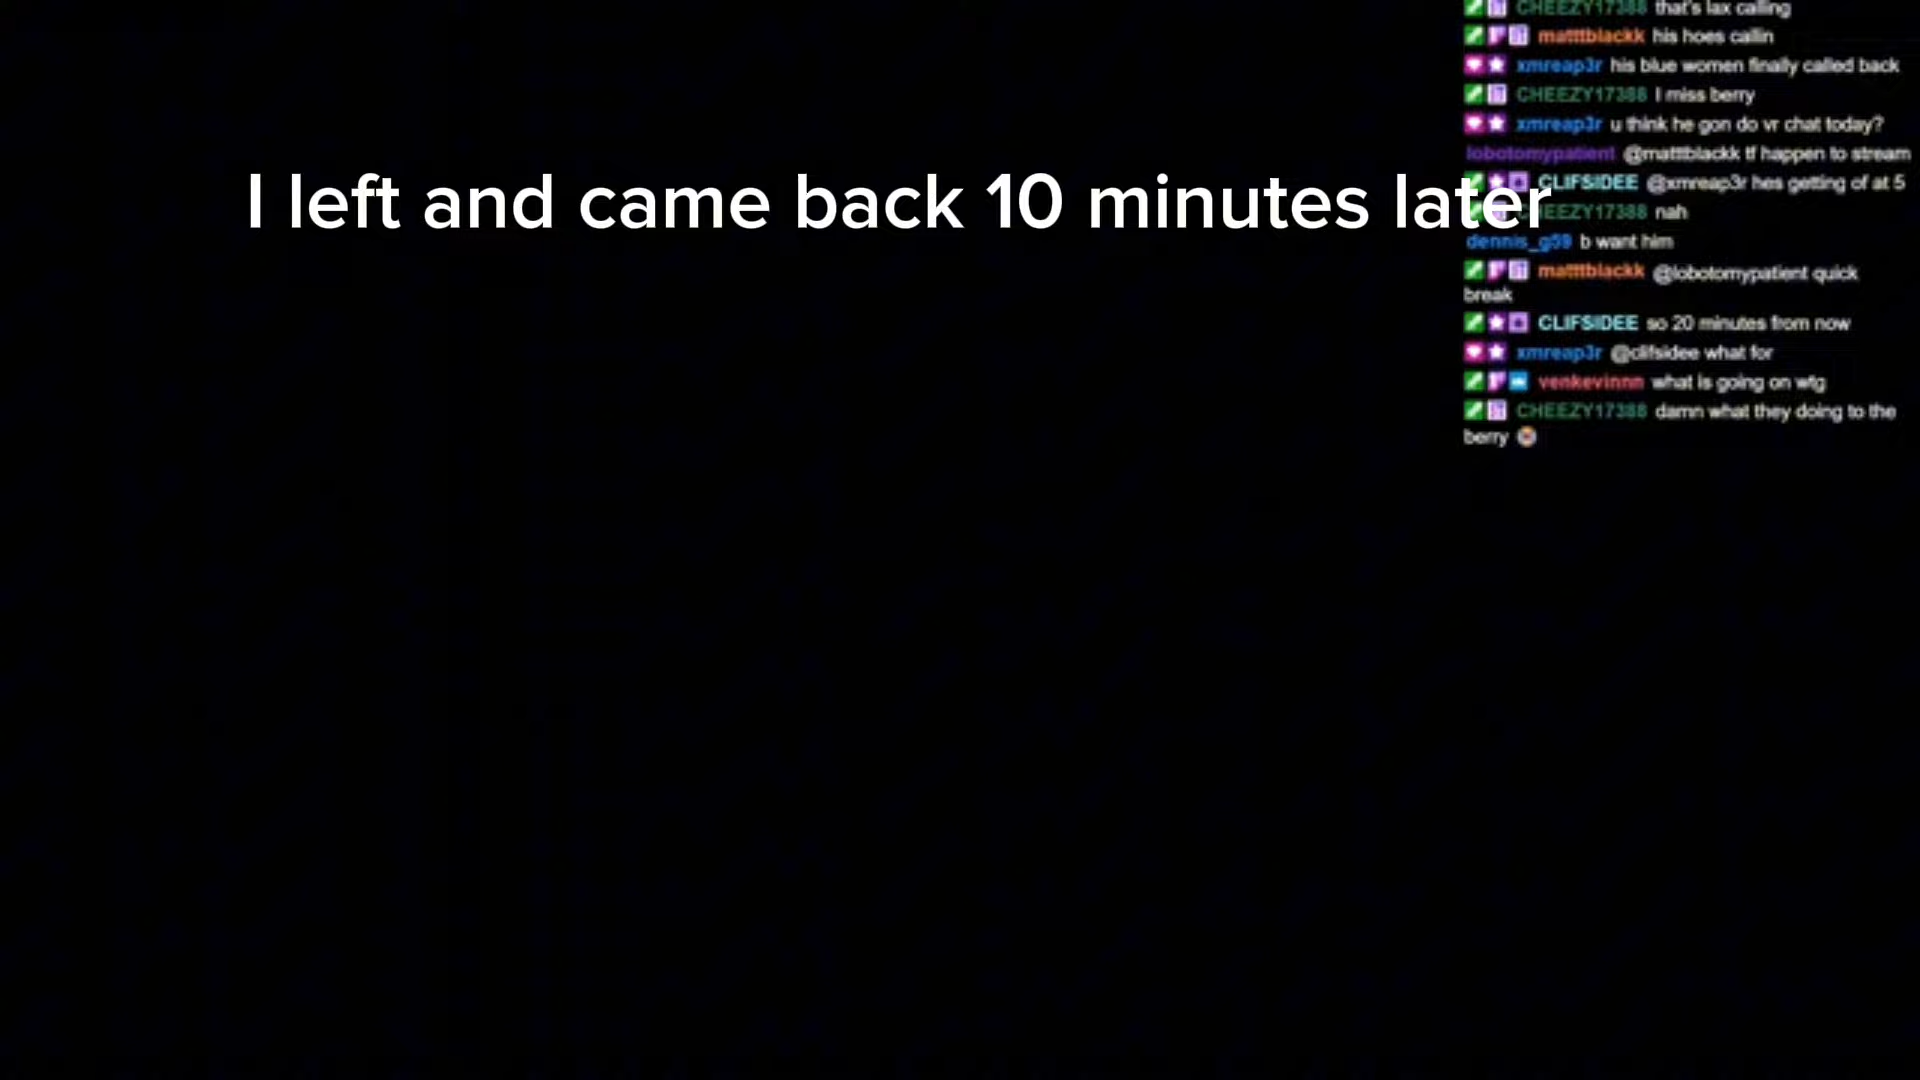 CHEEZY17388 that's lax calling
matttblackk his hoes callin
xmreap3r his blue women finally called back
CHEEZY17388 I miss berry
xmreap3r u think he gon do vr chat today?
lobotomypatient @matttblackk tf happen to stream
I left and came back 10 minutes later
CLIFSIDEE @xmreap3r hes getting of at 5
CHEEZY17388 nah
dennis_g59 b want him
matttblackk @lobotomypatient quick
break
CLIFSIDEE so 20 minutes from now
xmreap3r @clifsidee what for
venkevinnn what is going on wtg
CHEEZY17388 damn what they doing to the
berry